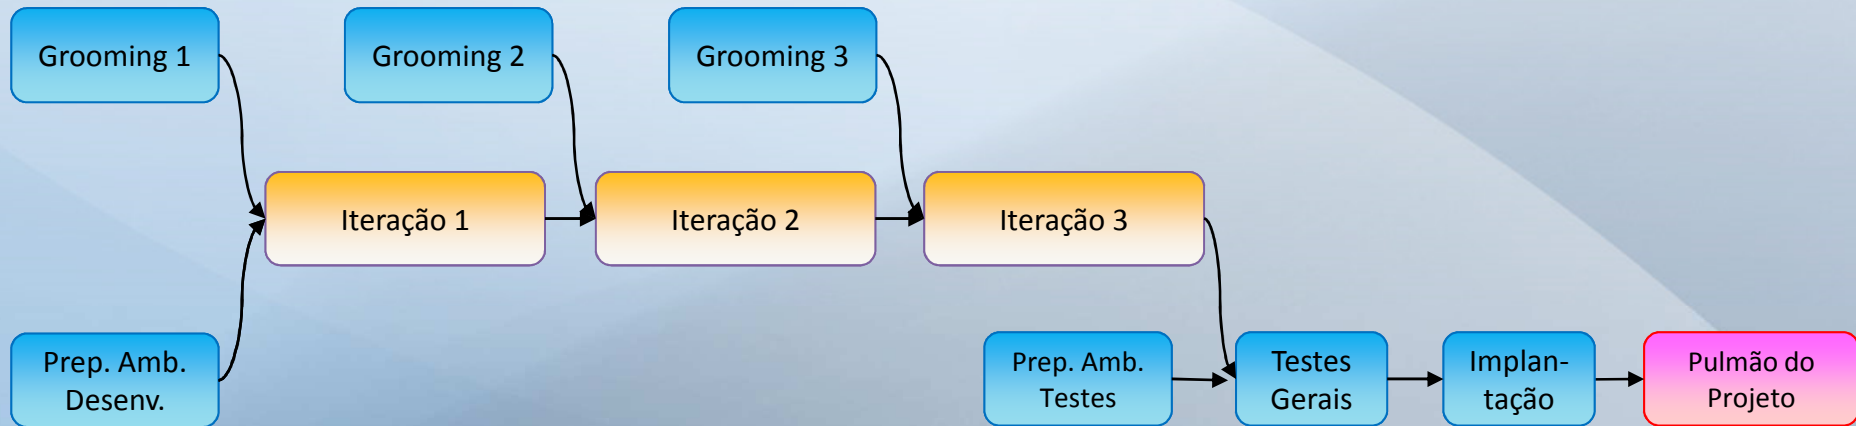 Grooming 1
Grooming 2
Grooming 3
Iteração 1
Iteração 2
Iteração 3
Prep. Amb.
Desenv.
Prep. Amb.
Testes
Testes
Gerais
Implan-
tação
Pulmão do
Projeto